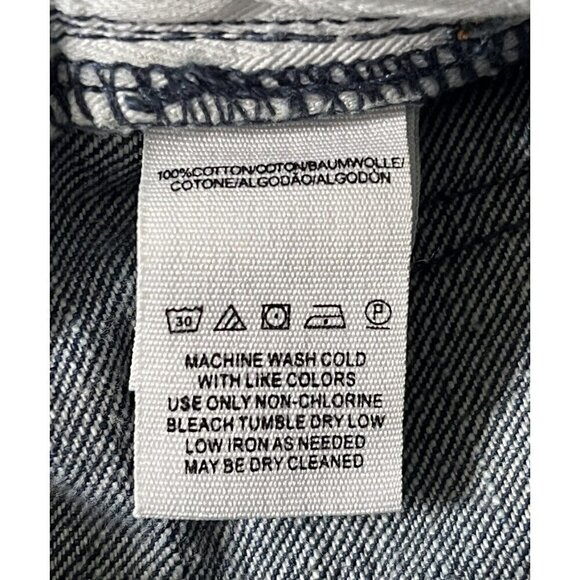 100%COTTON/COTON/BAUMWOLLE/
COTONE/ALGODÃO/ALGODÓN
30 P
MACHINE WASH COLD
WITH LIKE COLORS
USE ONLY NON-CHLORINE
BLEACH TUMBLE DRY LOW
LOW IRON AS NEEDED
MAY BE DRY CLEANED